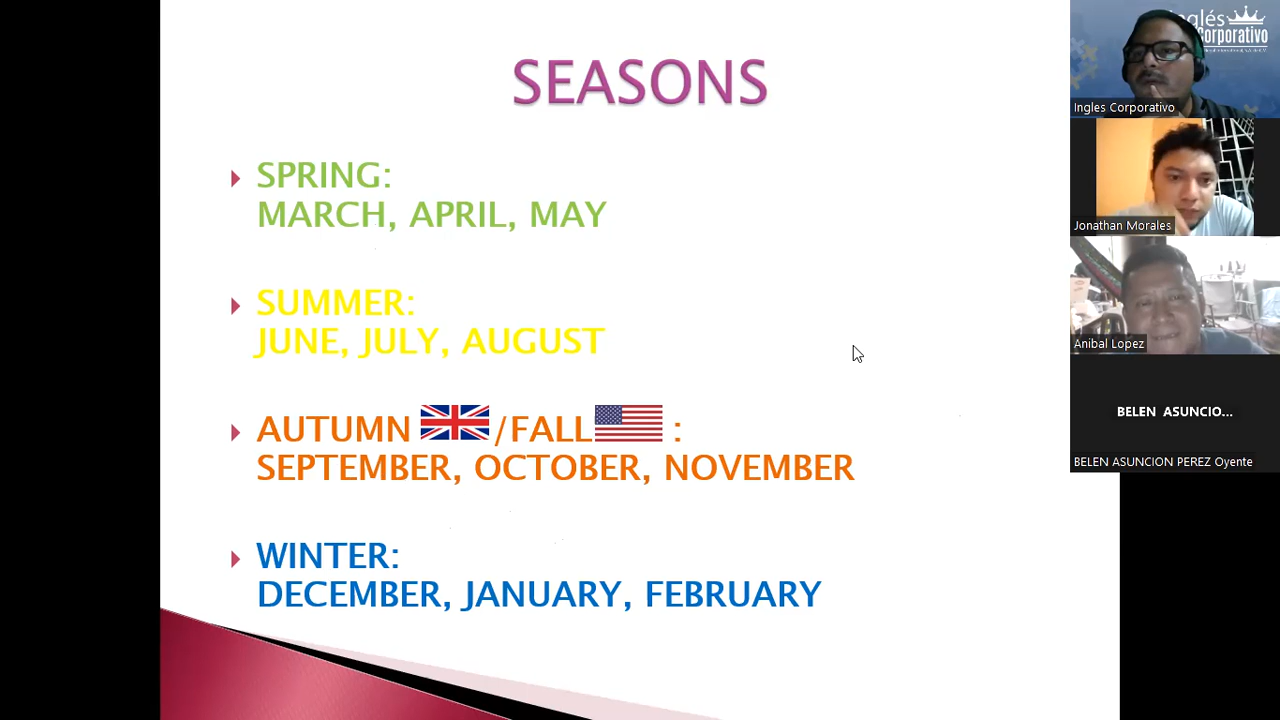 SEASONS
SPRING:
MARCH, APRIL, MAY
SUMMER:
JUNE, JULY, AUGUST
AUTUMN /FALL :
SEPTEMBER, OCTOBER, NOVEMBER
WINTER:
DECEMBER, JANUARY, FEBRUARY
Inglés
Corporativo
Ingles Corporativo
Jonathan Morales
Anibal Lopez
BELEN ASUNCIO...
BELEN ASUNCION PEREZ Oyente